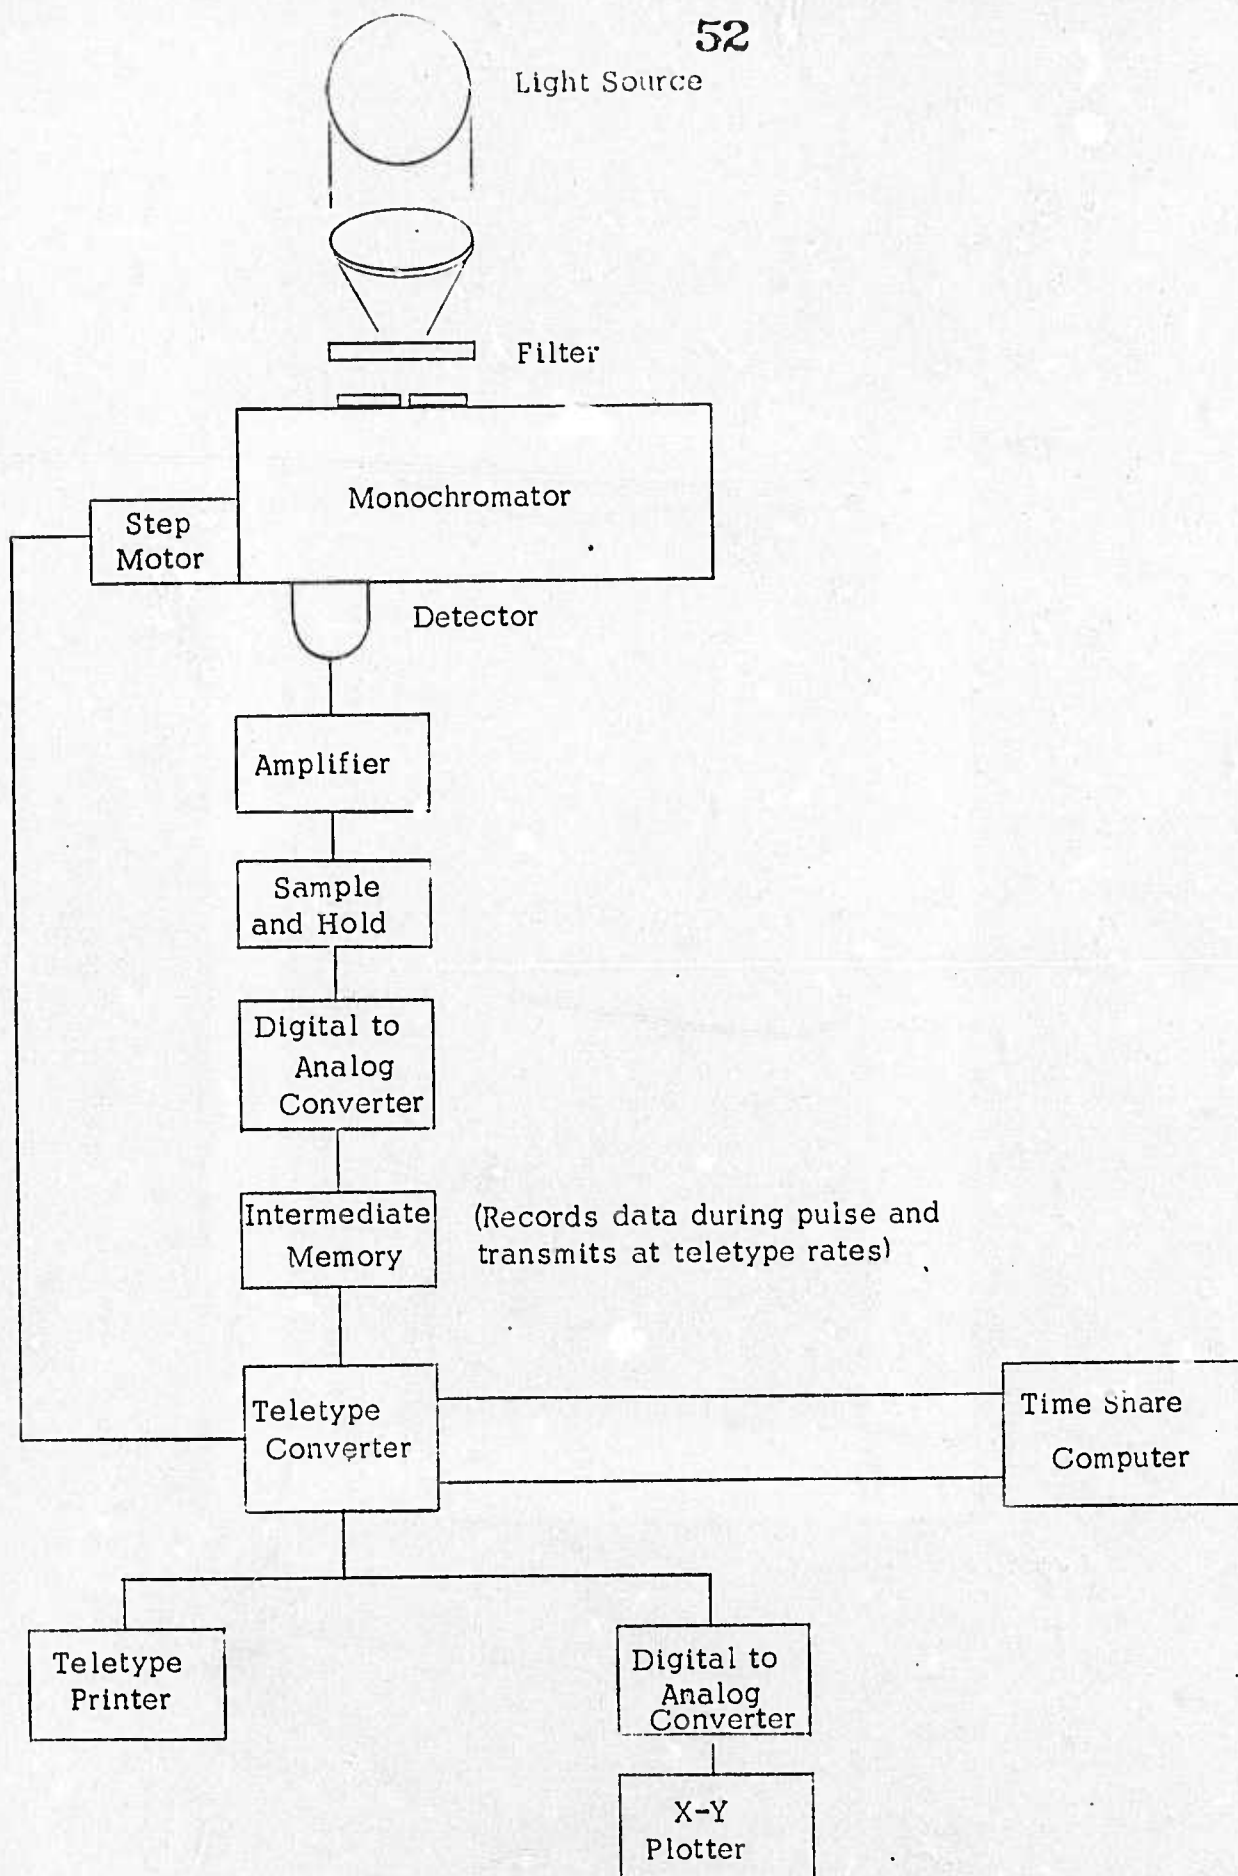 52
Light Source
Filter
Monochromator
Step
Motor
Detector
Amplifier
Sample
and Hold
Digital to
Analog
Converter
Intermediate
Memory
(Records data during pulse and
transmits at teletype rates)
Teletype
Converter
Time Share
Computer
Teletype
Printer
Digital to
Analog
Converter
X-Y
Plotter